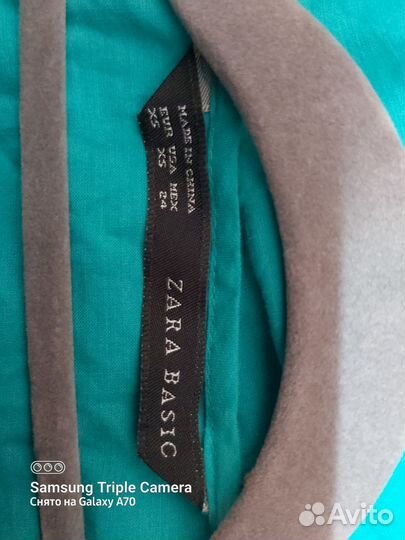 MADE IN CHINA
EUR USA MEX
XS XS 24
ZARA BASIC
Samsung Triple Camera
Снято на Galaxy A70
Avito